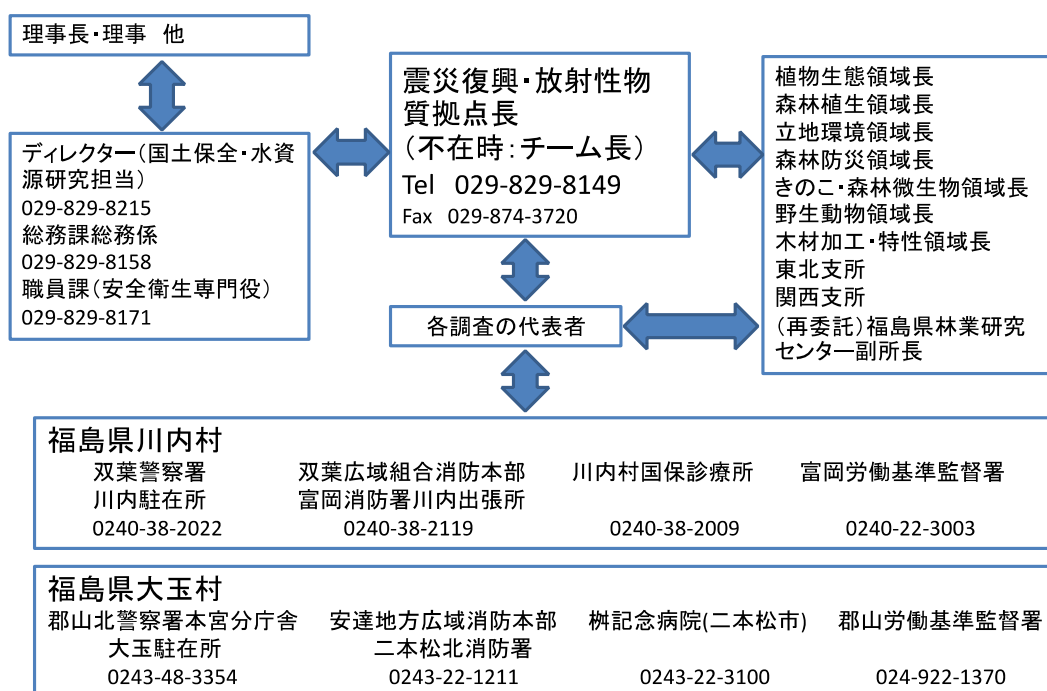 理事長・理事 他
ディレクター(国土保全・水資
源研究担当)
029-829-8215
総務課総務係
029-829-8158
職員課(安全衛生専門役)
029-829-8171
震災復興・放射性物
質拠点長
(不在時:チーム長)
Tel 029-829-8149
Fax 029-874-3720
植物生態領域長
森林植生領域長
立地環境領域長
森林防災領域長
きのこ・森林微生物領域長
野生動物領域長
木材加工・特性領域長
東北支所
関西支所
(再委託)福島県林業研究
センター副所長
各調査の代表者
福島県川内村
双葉警察署 双葉広域組合消防本部 川内村国保診療所 富岡労働基準監督署
川内駐在所 富岡消防署川内出張所
0240-38-2022 0240-38-2119 0240-38-2009 0240-22-3003
福島県大玉村
郡山北警察署本宮分庁舎 安達地方広域消防本部 桝記念病院(二本松市) 郡山労働基準監督署
大玉駐在所 二本松北消防署
0243-48-3354 0243-22-1211 0243-22-3100 024-922-1370